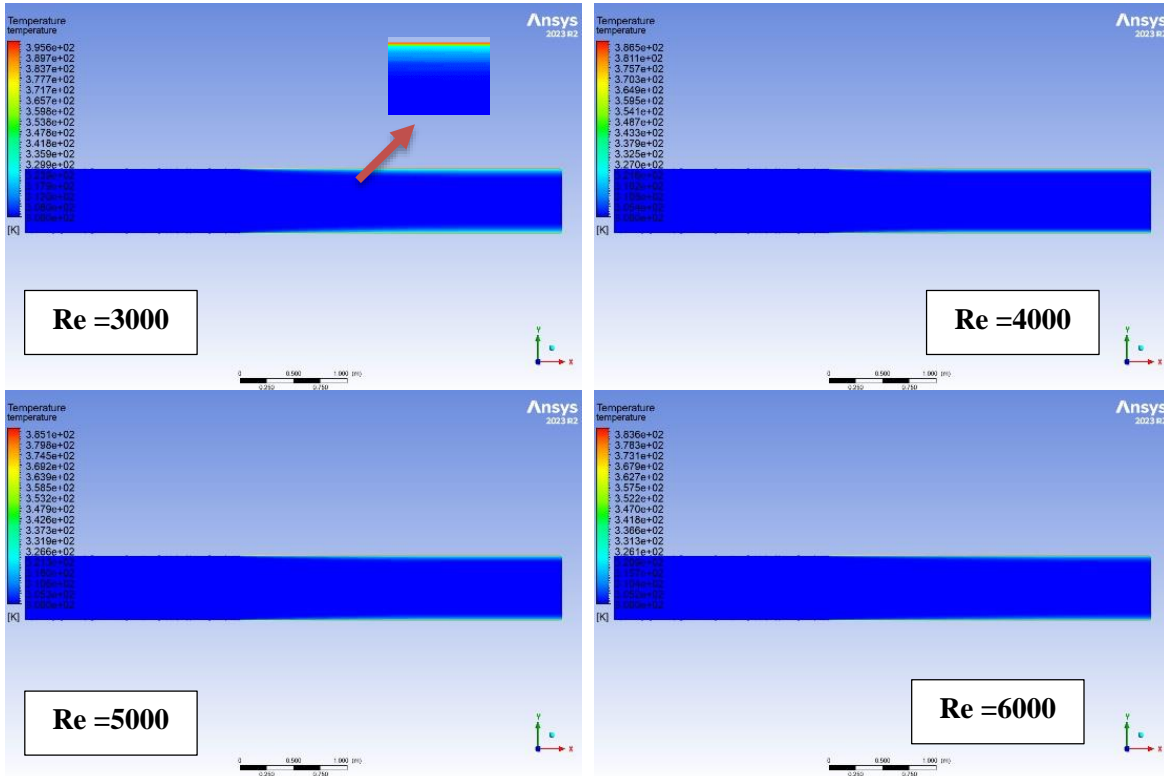 Temperature
temperature
3.956e+02
3.897e+02
3.837e+02
3.777e+02
3.717e+02
3.657e+02
3.598e+02
3.538e+02
3.478e+02
3.418e+02
3.359e+02
3.299e+02
[K]
Ansys
2023 R2
Re =3000
Y
X
0 0.500 1.000 (m)
0.250 0.750
Temperature
temperature
3.865e+02
3.811e+02
3.757e+02
3.703e+02
3.649e+02
3.595e+02
3.541e+02
3.487e+02
3.433e+02
3.379e+02
3.325e+02
3.270e+02
[K]
Ansys
2023 R2
Re =4000
Y
X
0 0.500 1.000 (m)
0.250 0.750
Temperature
temperature
3.851e+02
3.798e+02
3.745e+02
3.692e+02
3.639e+02
3.585e+02
3.532e+02
3.479e+02
3.426e+02
3.373e+02
3.319e+02
3.266e+02
[K]
Ansys
2023 R2
Re =5000
Y
X
0 0.500 1.000 (m)
0.250 0.750
Temperature
temperature
3.836e+02
3.783e+02
3.731e+02
3.679e+02
3.627e+02
3.575e+02
3.522e+02
3.470e+02
3.418e+02
3.366e+02
3.313e+02
3.261e+02
[K]
Ansys
2023 R2
Re =6000
Y
X
0 0.500 1.000 (m)
0.250 0.750